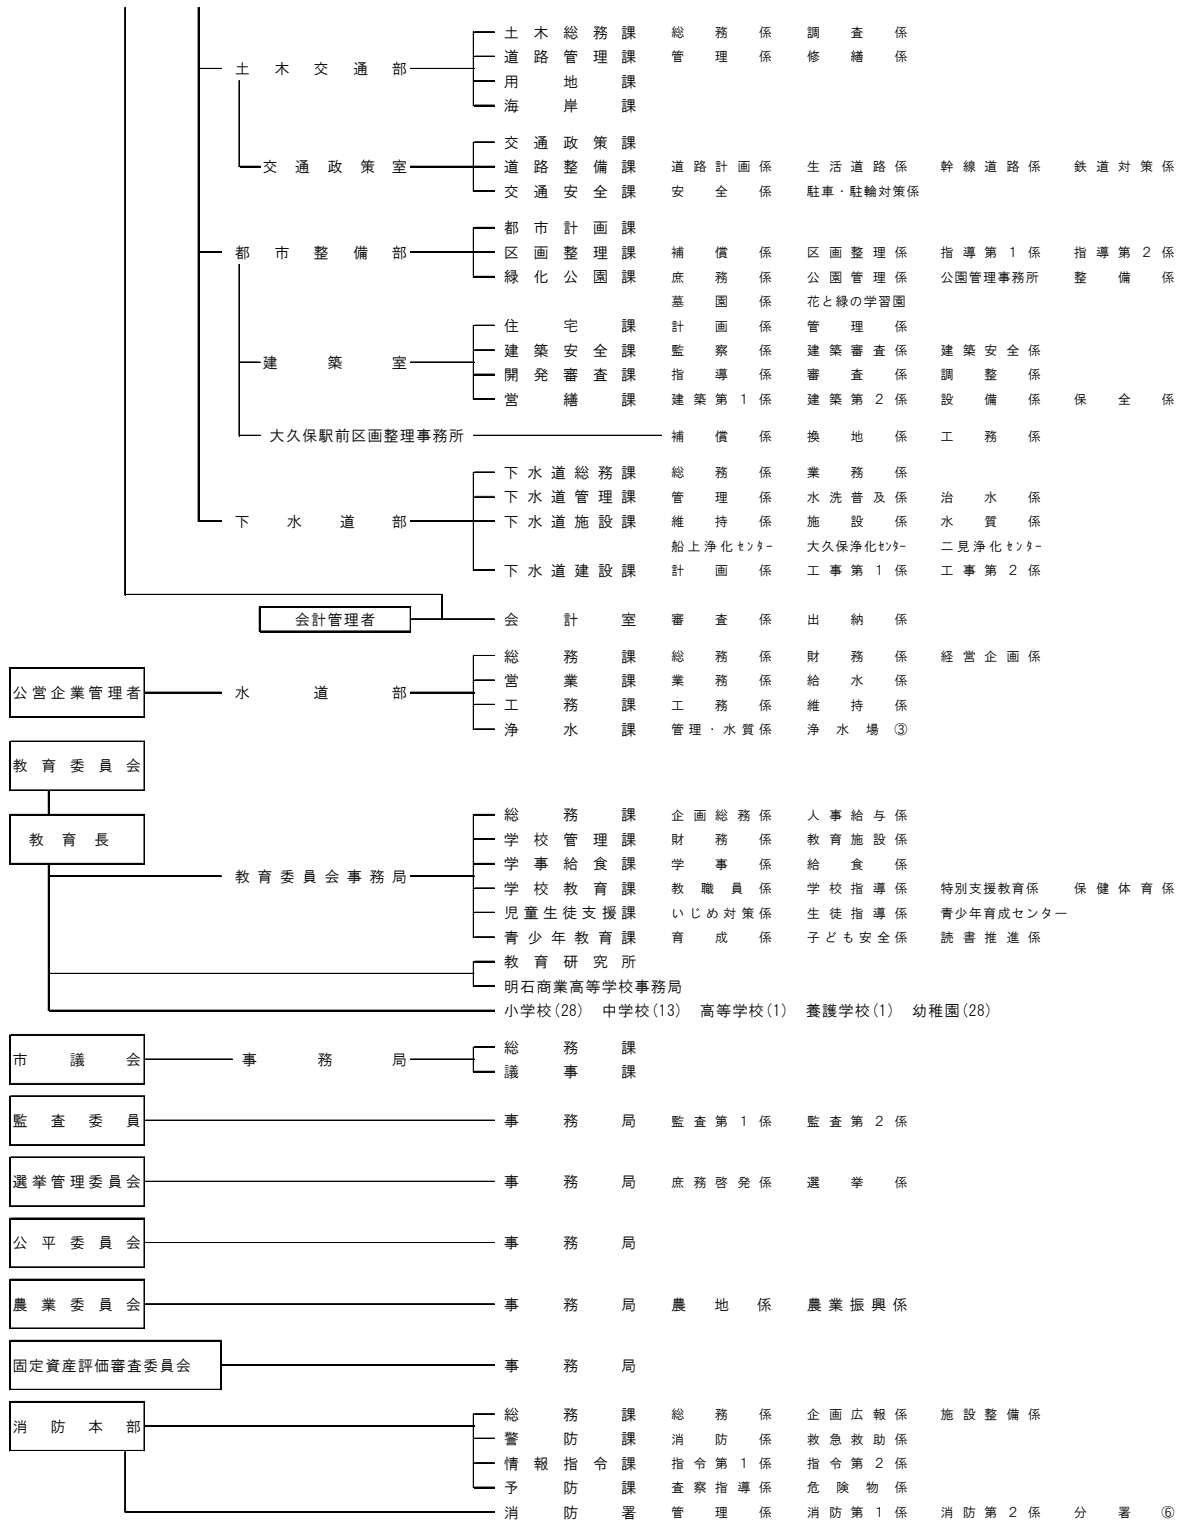 土木総務課 総務係 調査係
道路管理課 管理係 修繕係
土木交通部
用地課
海岸課
交通政策課
交通政策室 道路整備課 道路計画係 生活道路係 幹線道路係 鉄道対策係
交通安全課 安全係 駐車・駐輪対策係
都市計画課
都市整備部 区画整理課 補償係 区画整理係 指導第1係 指導第2係
緑化公園課 庶務係 公園管理係 公園管理事務所 整備係
墓園係 花と緑の学習園
住宅課 計画係 管理係
建築安全課 監察係 建築審査係 建築安全係
建築室
開発審査課 指導係 審査係 調整係
営繕課 建築第1係 建築第2係 設備係 保全係
大久保駅前区画整理事務所 補償係 換地係 工務係
下水道総務課 総務係 業務係
下水道管理課 管理係 水洗普及係 治水係
下水道部 下水道施設課 維持係 施設係 水質係
船上浄化センター 大久保浄化センター 二見浄化センター
下水道建設課 計画係 工事第1係 工事第2係
会計管理者 会計室 審査係 出納係
総務課 総務係 財務係 経営企画係
営業課 業務係 給水係
公営企業管理者 水道部
工務課 工務係 維持係
浄水課 管理・水質係 浄水場③
教育委員会
総務課 企画総務係 人事給与係
教育長 学校管理課 財務係 教育施設係
学事給食課 学事係 給食係
教育委員会事務局
学校教育課 教職員係 学校指導係 特別支援教育係 保健体育係
児童生徒支援課 いじめ対策係 生徒指導係 青少年育成センター
青少年教育課 育成係 子ども安全係 読書推進係
教育研究所
明石商業高等学校事務局
小学校(28) 中学校(13) 高等学校(1) 養護学校(1) 幼稚園(28)
総務課
市議会 事務局
議事課
監査委員 事務局 監査第1係 監査第2係
選挙管理委員会 事務局 庶務啓発係 選挙係
公平委員会 事務局
農業委員会 事務局 農地係 農業振興係
固定資産評価審査委員会 事務局
総務課 総務係 企画広報係 施設整備係
消防本部
警防課 消防係 救急救助係
情報指令課 指令第1係 指令第2係
予防課 査察指導係 危険物係
消防署 管理係 消防第1係 消防第2係 分署⑥